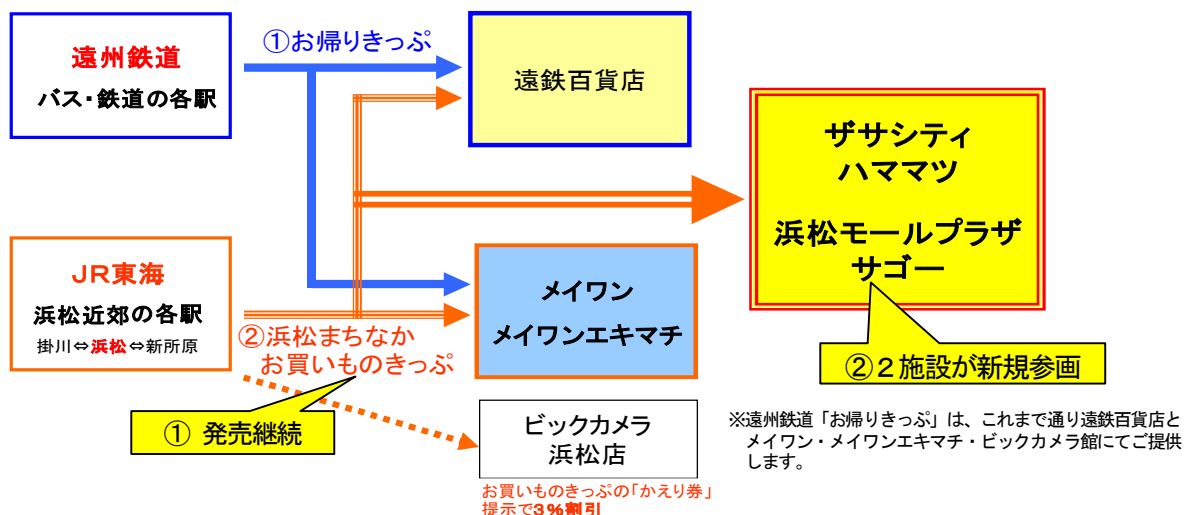 遠州鉄道
バス・鉄道の各駅
①お帰りきっぷ
遠鉄百貨店
ザザシティ
ハママツ
浜松モールプラザ
サゴー
JR東海
浜松近郊の各駅
掛川⇔浜松⇔新所原
②浜松まちなか
お買いものきっぷ
メイワン
メイワンエキマチ
① 発売継続
②2施設が新規参画
ビックカメラ
浜松店
お買いものきっぷの「かえり券」
提示で3%割引
※遠州鉄道「お帰りきっぷ」は、これまで通り遠鉄百貨店と
メイワン・メイワンエキマチ・ビックカメラ館にてご提供
します。